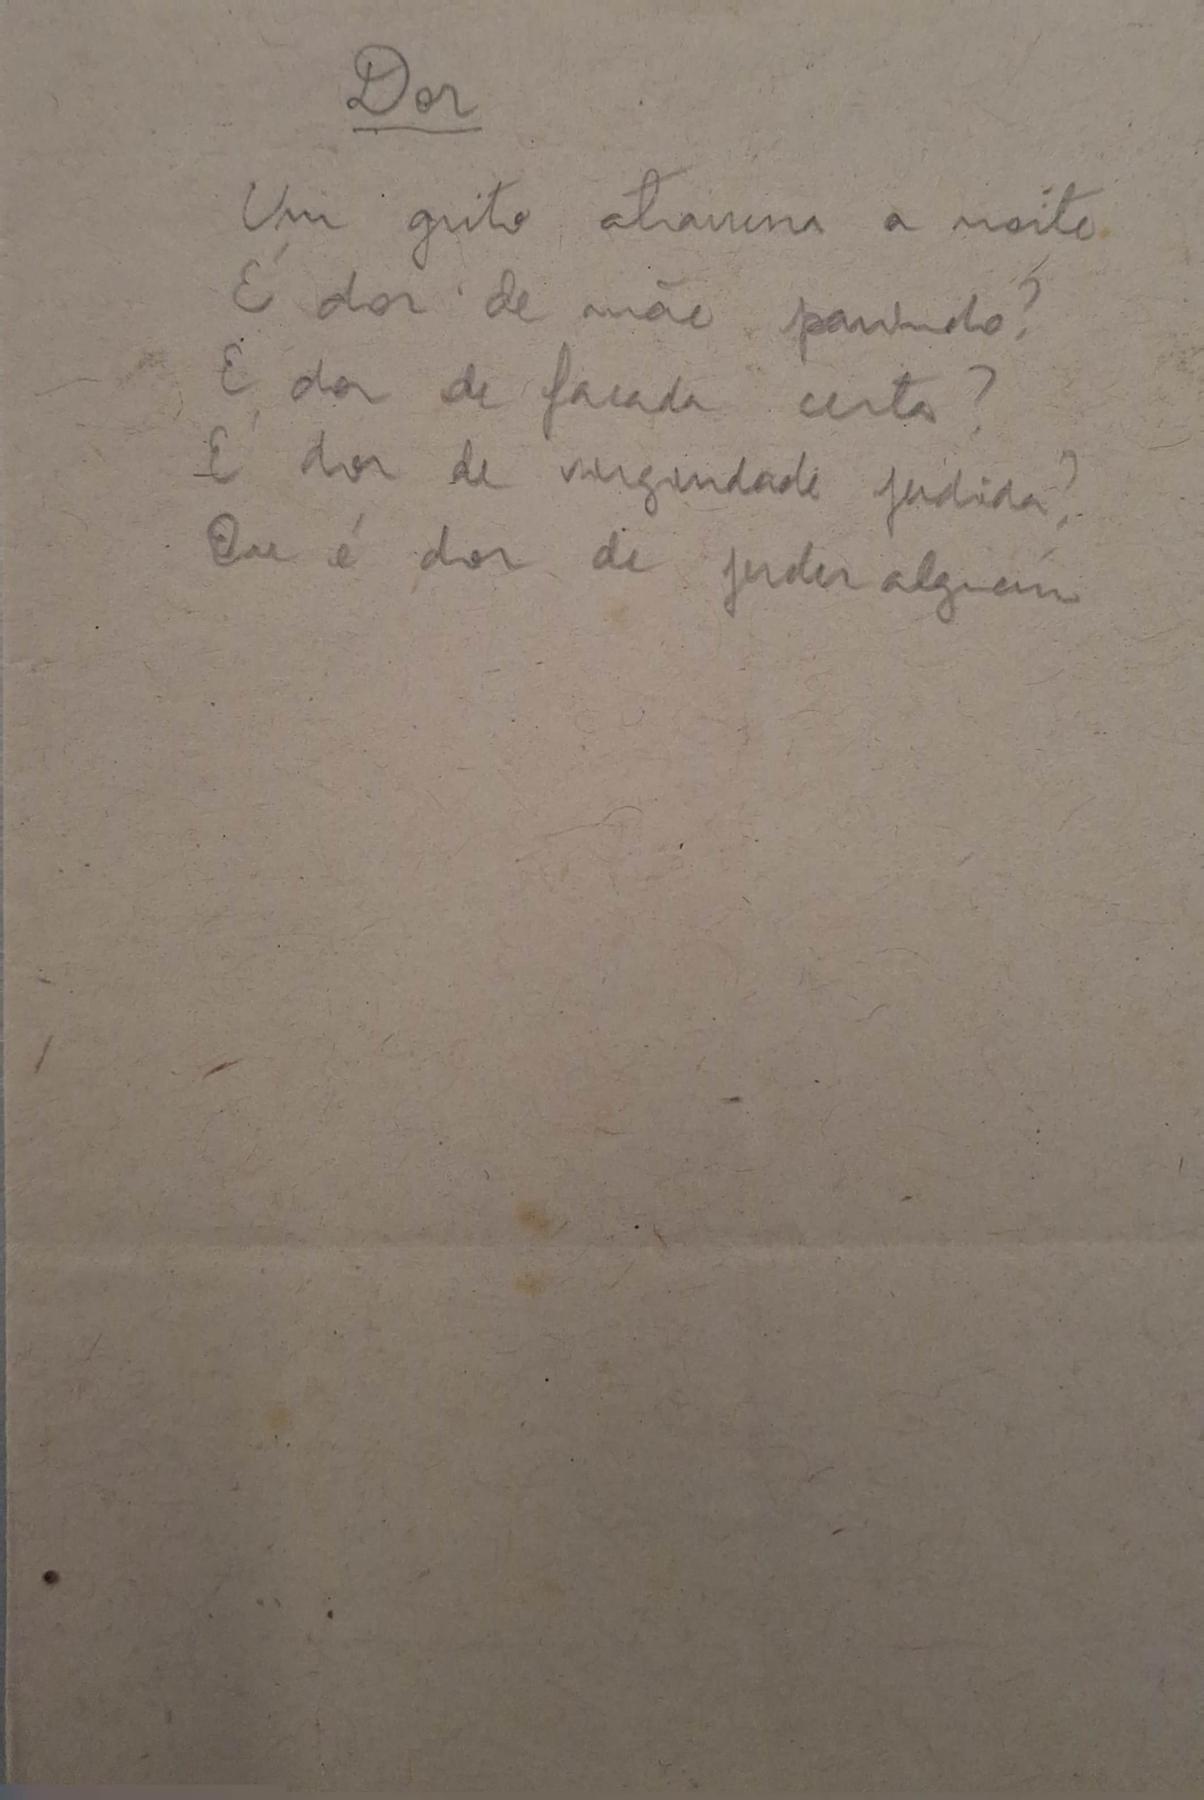 Dor
Um grito atravessa a noite
É dor de mãe parindo?
É dor de facada certa?
É dor de virgindade perdida?
Que é dor de perder alguém